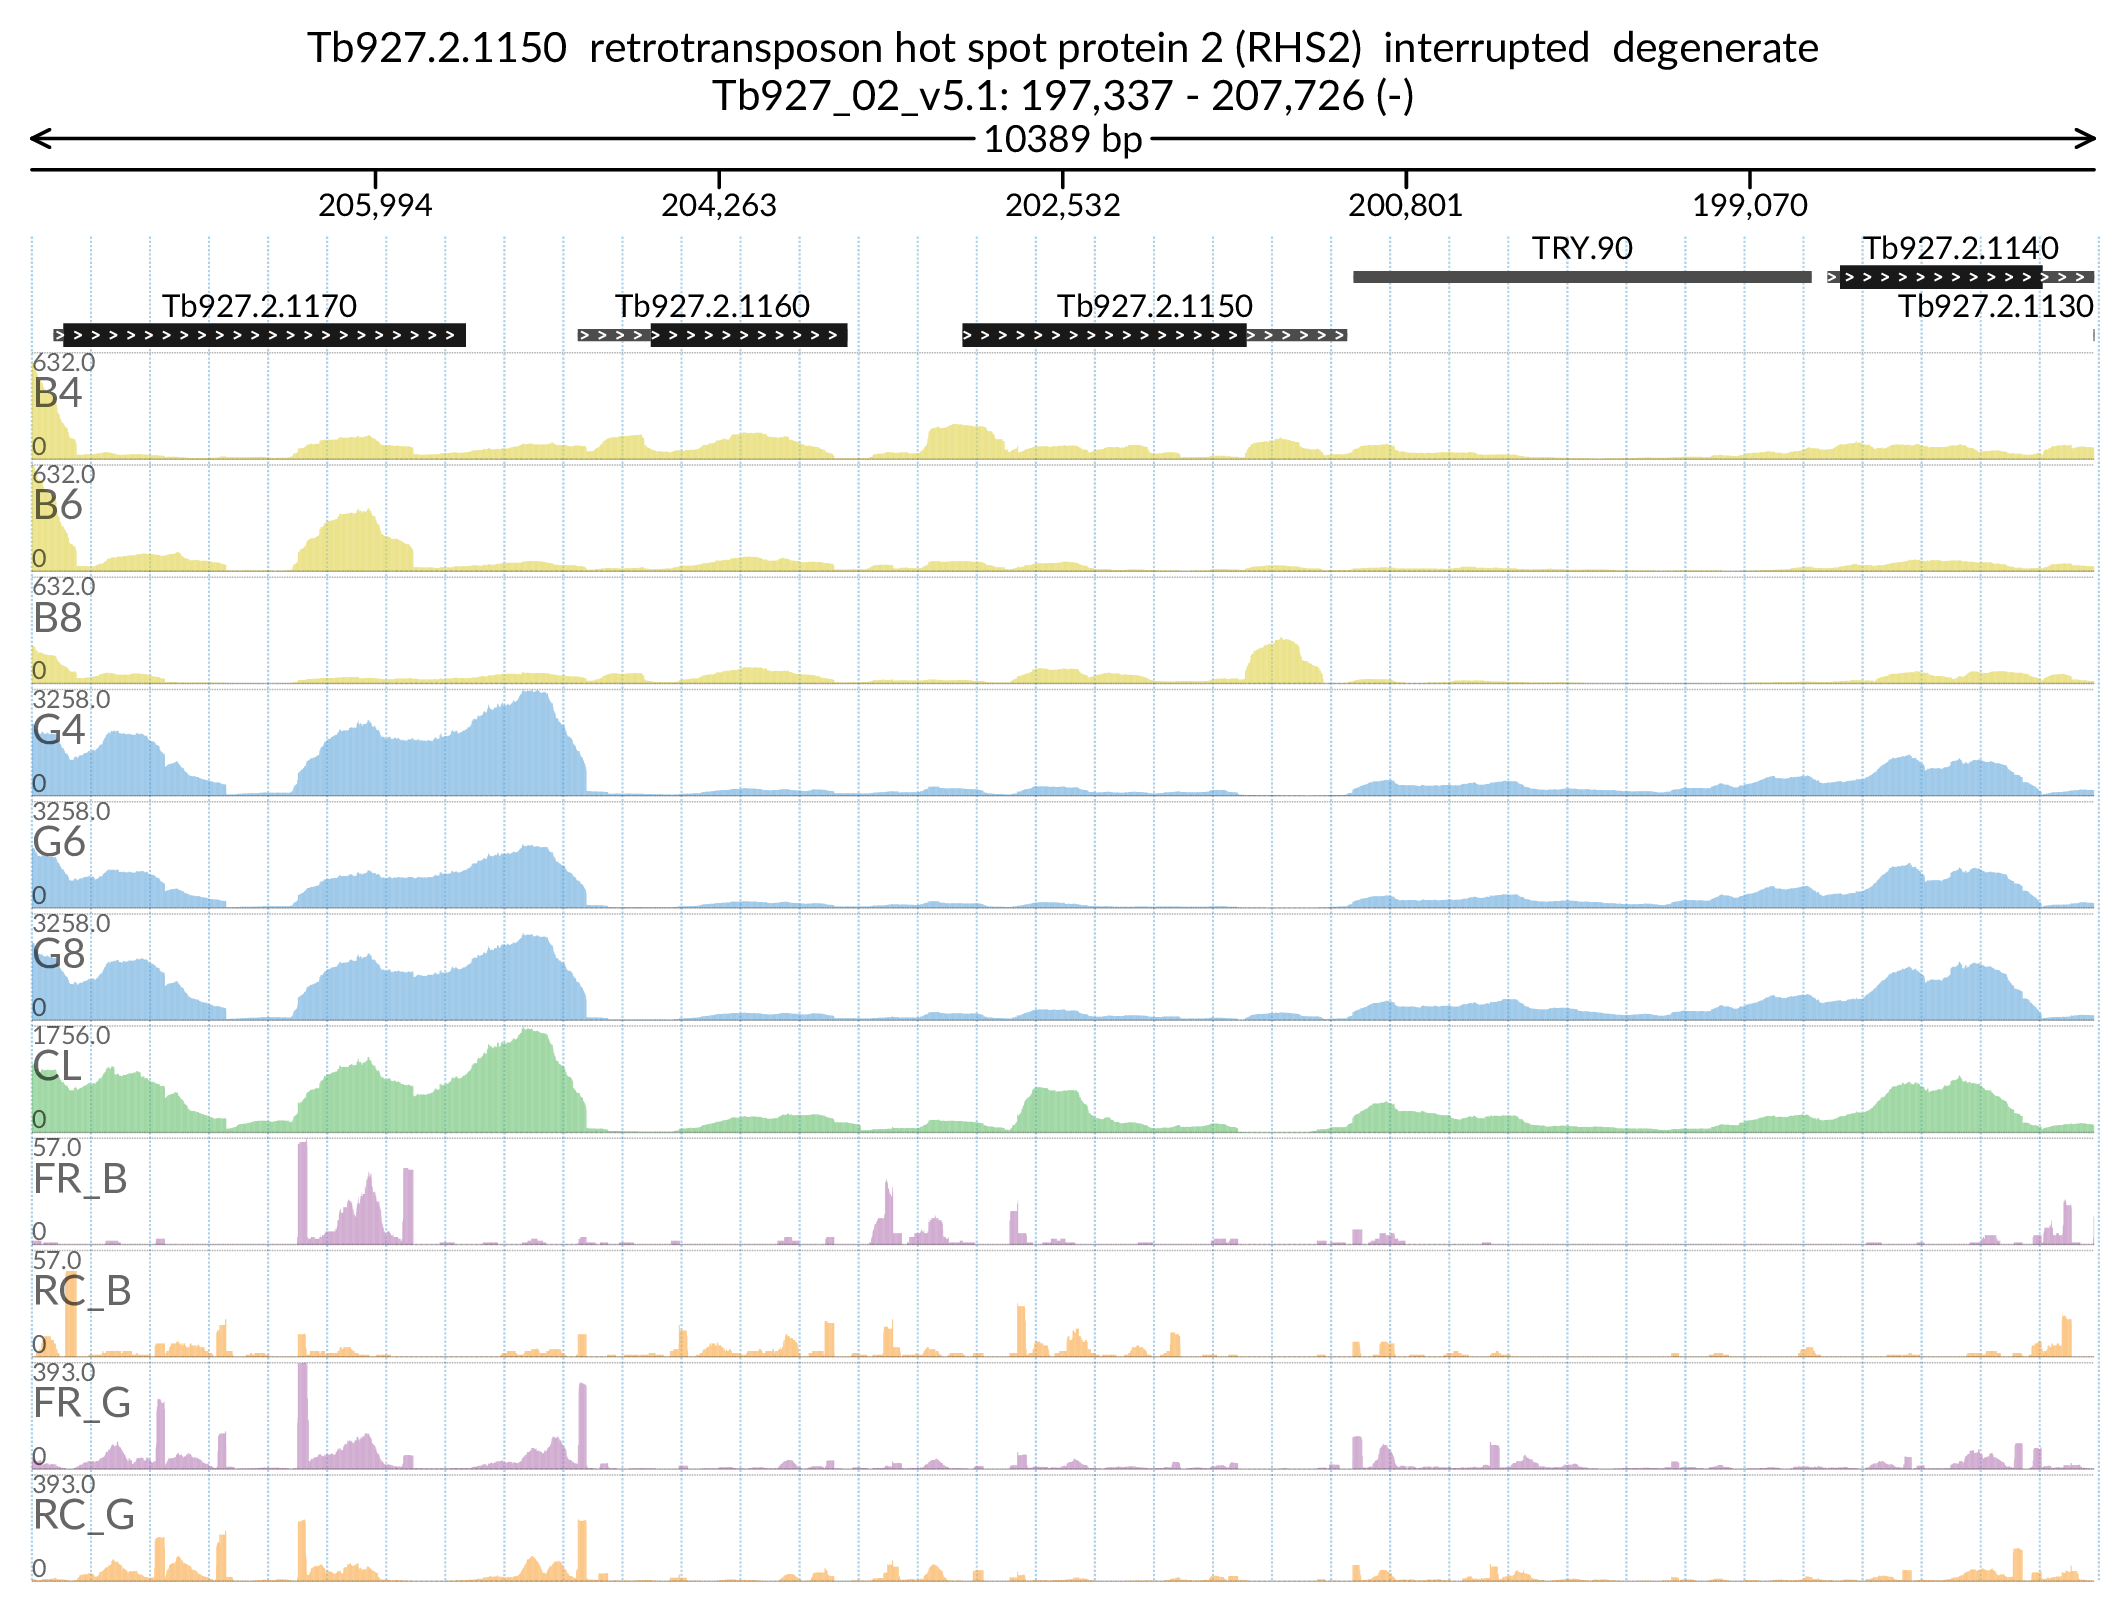 Tb927.2.1150 retrotransposon hot spot protein 2 (RHS2) interrupted degenerate
Tb927_02_v5.1: 197,337 - 207,726 (-)
10389 bp
205,994 204,263 202,532 200,801 199,070
TRY.90 Tb927.2.1140
Tb927.2.1170 Tb927.2.1160 Tb927.2.1150 Tb927.2.1130
632.0
B4
0
632.0
B6
0
632.0
B8
0
3258.0
G4
0
3258.0
G6
0
3258.0
G8
0
1756.0
CL
0
57.0
FR_B
0
57.0
RC_B
0
393.0
FR_G
0
393.0
RC_G
0